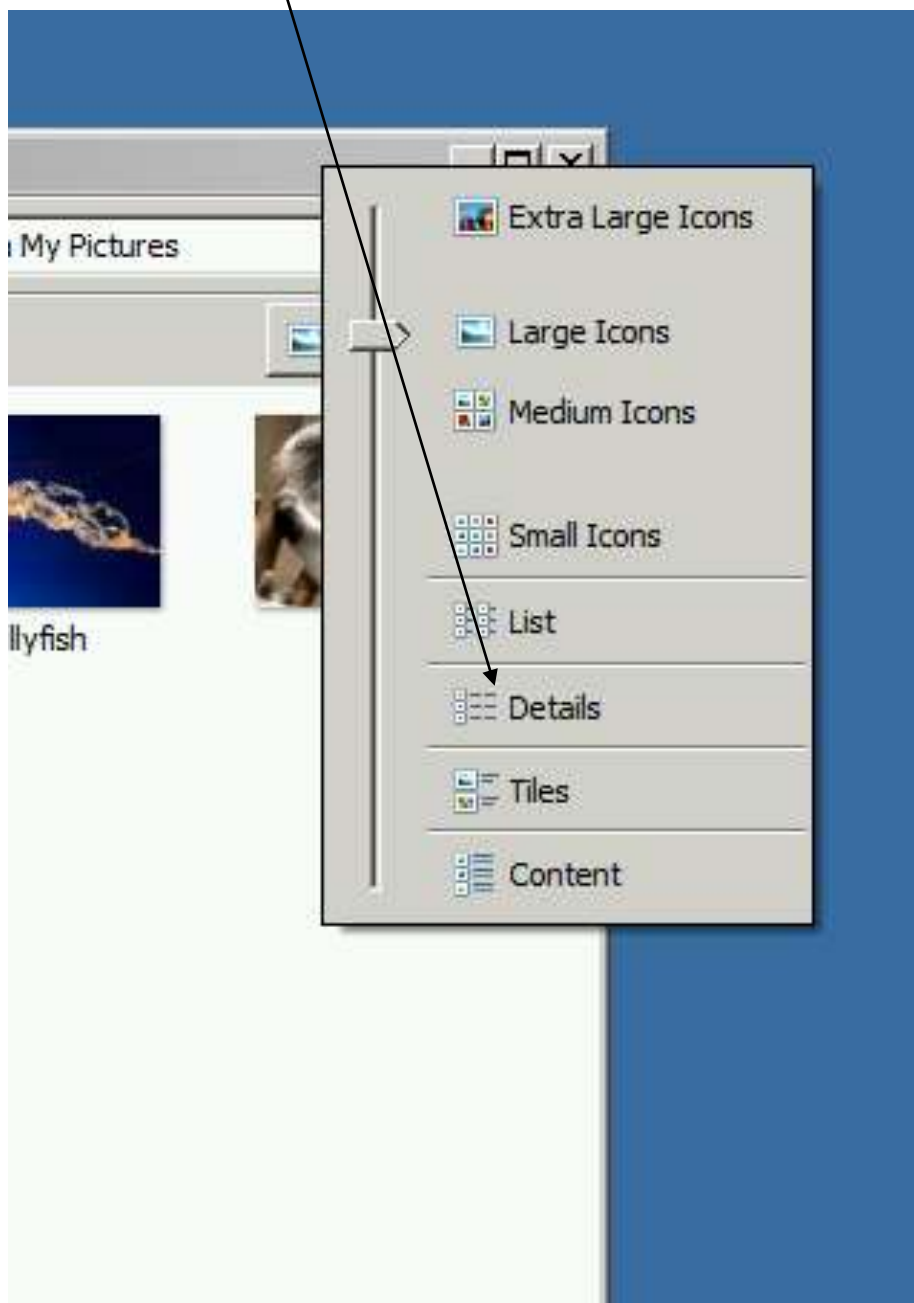 My Pictures
Extra Large Icons
Large Icons
Medium Icons
Small Icons
llyfish
List
Details
Tiles
Content